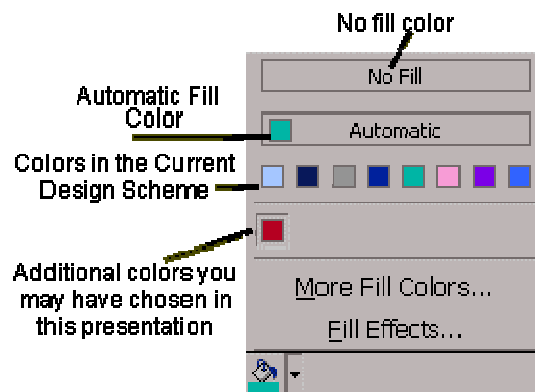 No fill color
No Fill
Automatic Fill
Color
Automatic
Colors in the Current
Design Scheme
Additional colors you
may have chosen in
this presentation
More Fill Colors...
Fill Effects...